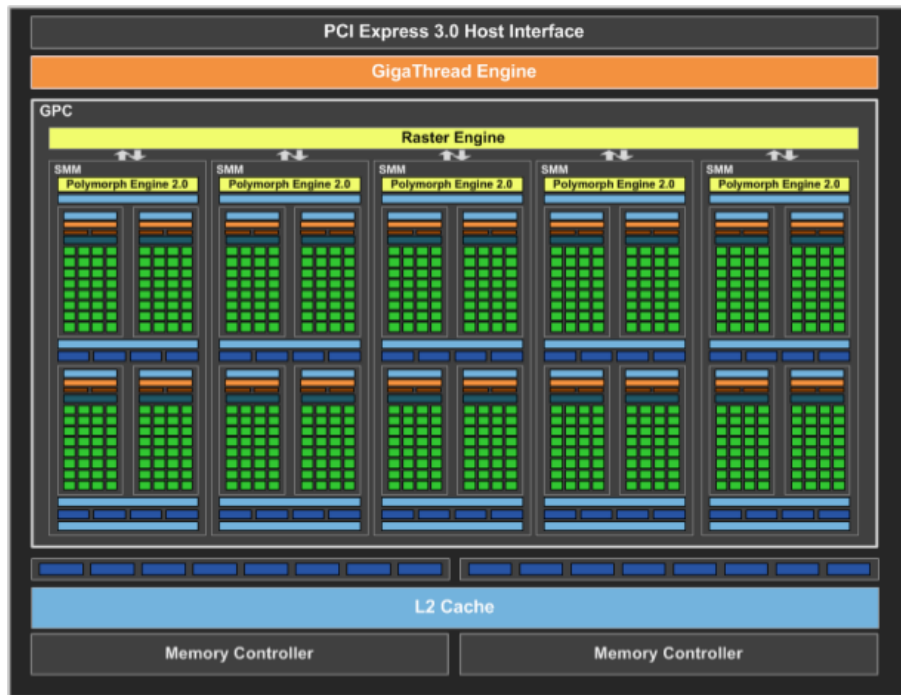 PCI Express 3.0 Host Interface
GigaThread Engine
GPC
Raster Engine
SMM SMM SMM SMM SMM
Polymorph Engine 2.0 Polymorph Engine 2.0 Polymorph Engine 2.0 Polymorph Engine 2.0 Polymorph Engine 2.0
L2 Cache
Memory Controller Memory Controller